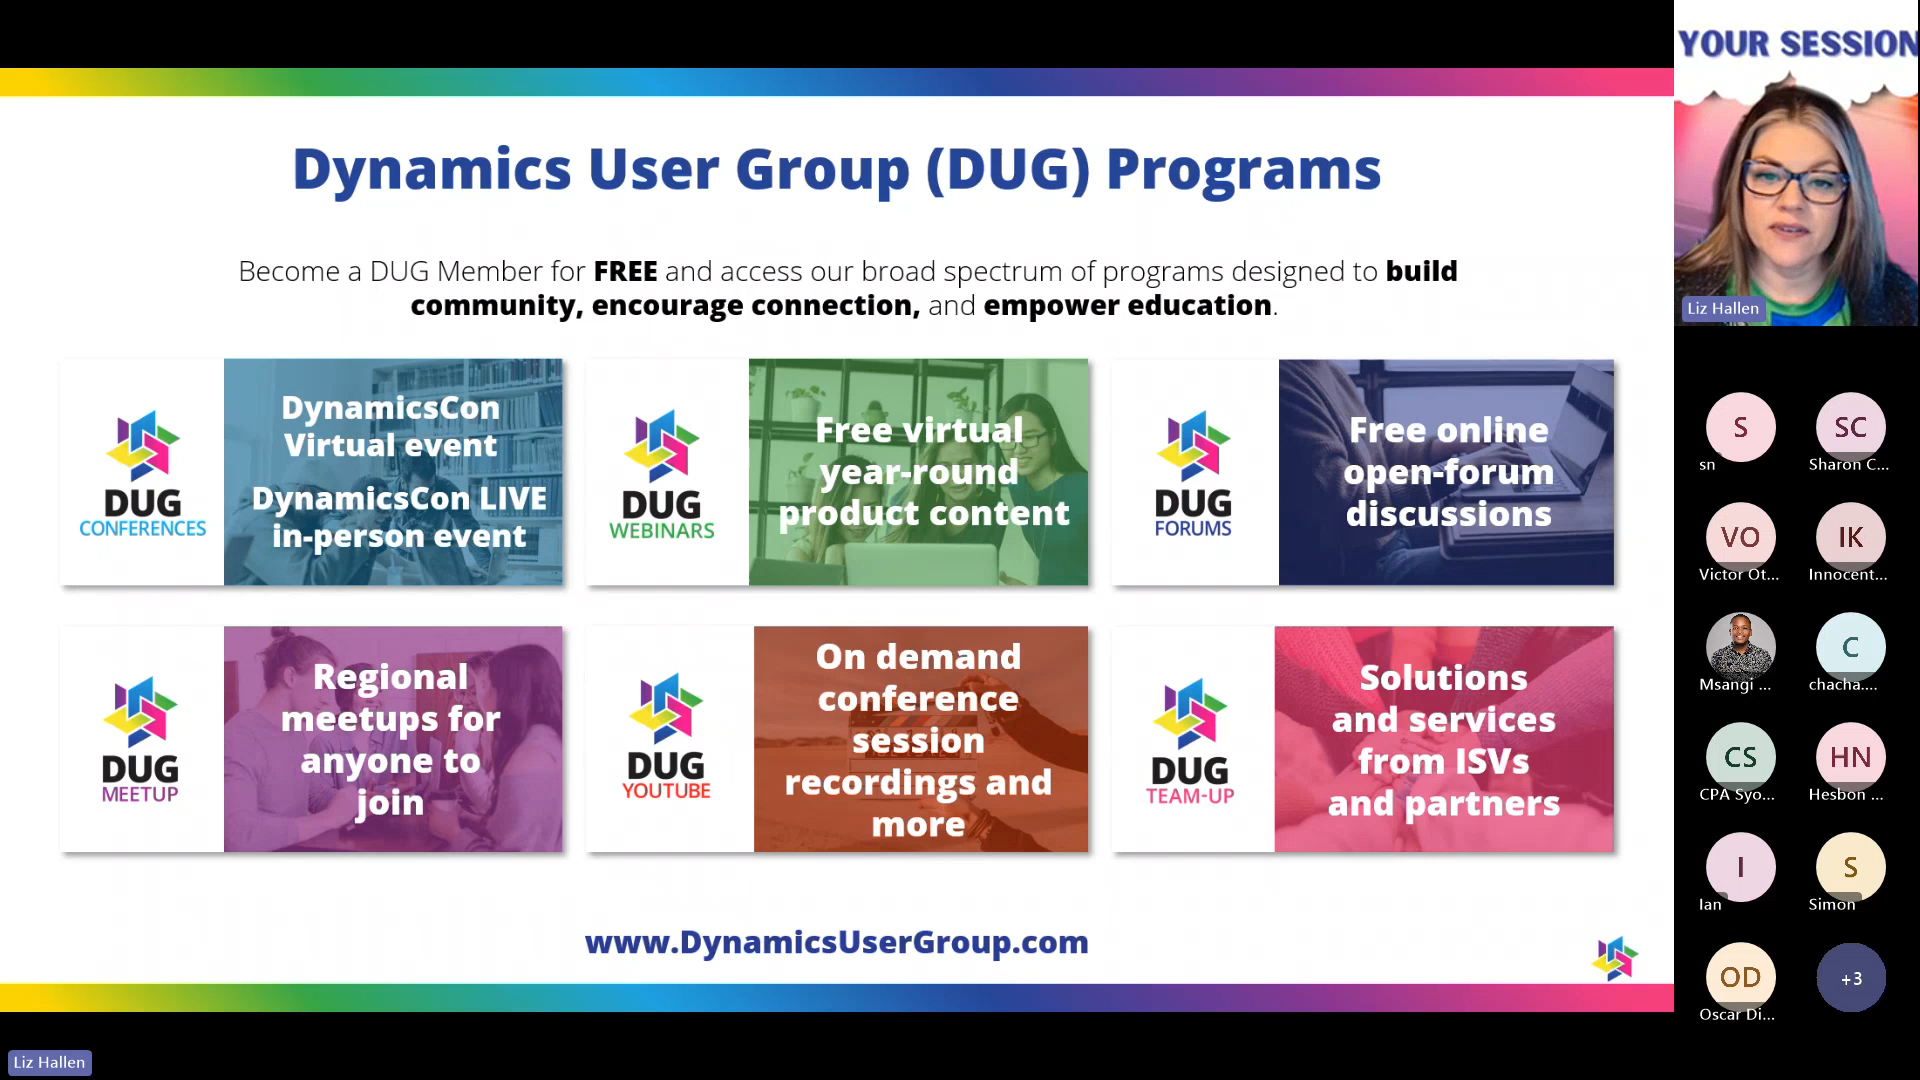 Dynamics User Group (DUG) Programs
Become a DUG Member for FREE and access our broad spectrum of programs designed to build
community, encourage connection, and empower education.
DUG
CONFERENCES
DynamicsCon
Virtual event
DynamicsCon LIVE
in-person event
DUG
WEBINARS
Free virtual
year-round
product content
DUG
FORUMS
Free online
open-forum
discussions
DUG
MEETUP
Regional
meetups for
anyone to
join
DUG
YOUTUBE
On demand
conference
session
recordings and
more
DUG
TEAM-UP
Solutions
and services
from ISVs
and partners
www.DynamicsUserGroup.com
Liz Hallen
YOUR SESSION
Liz Hallen
S
sn
SC
Sharon C...
VO
Victor Ot...
IK
Innocent...
Msangi ...
C
chacha....
CS
CPA Syo...
HN
Hesbon ...
I
Ian
S
Simon
OD
Oscar Di...
+3